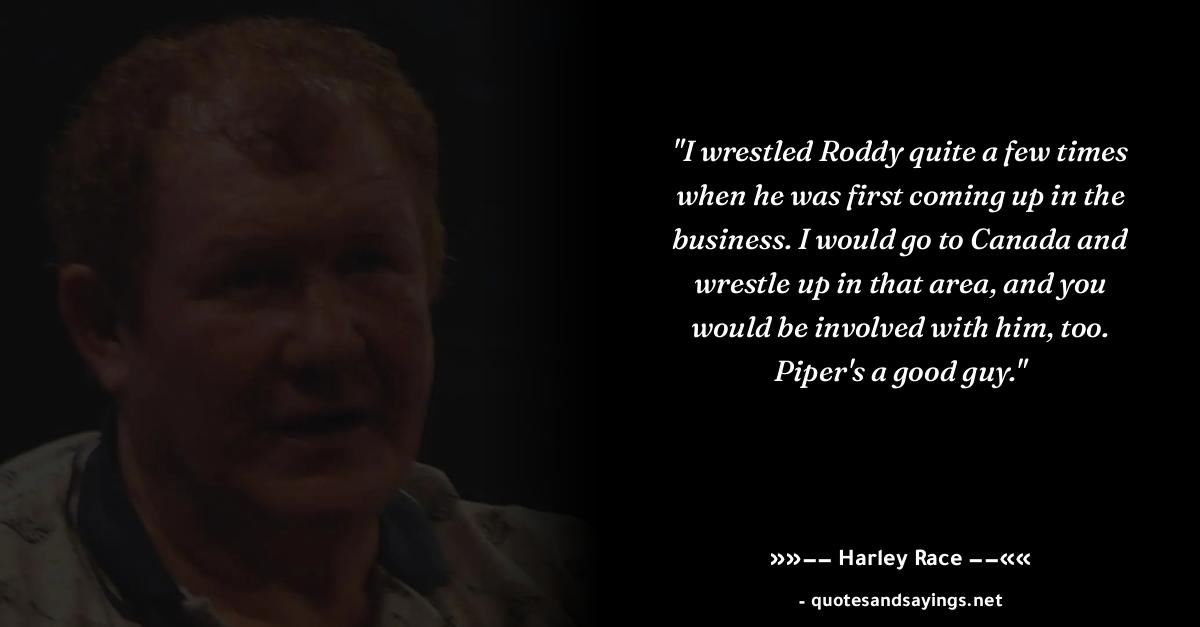 "I wrestled Roddy quite a few times
when he was first coming up in the
business. I would go to Canada and
wrestle up in that area, and you
would be involved with him, too.
Piper's a good guy."
»»-- Harley Race --««
- quotesandsayings.net